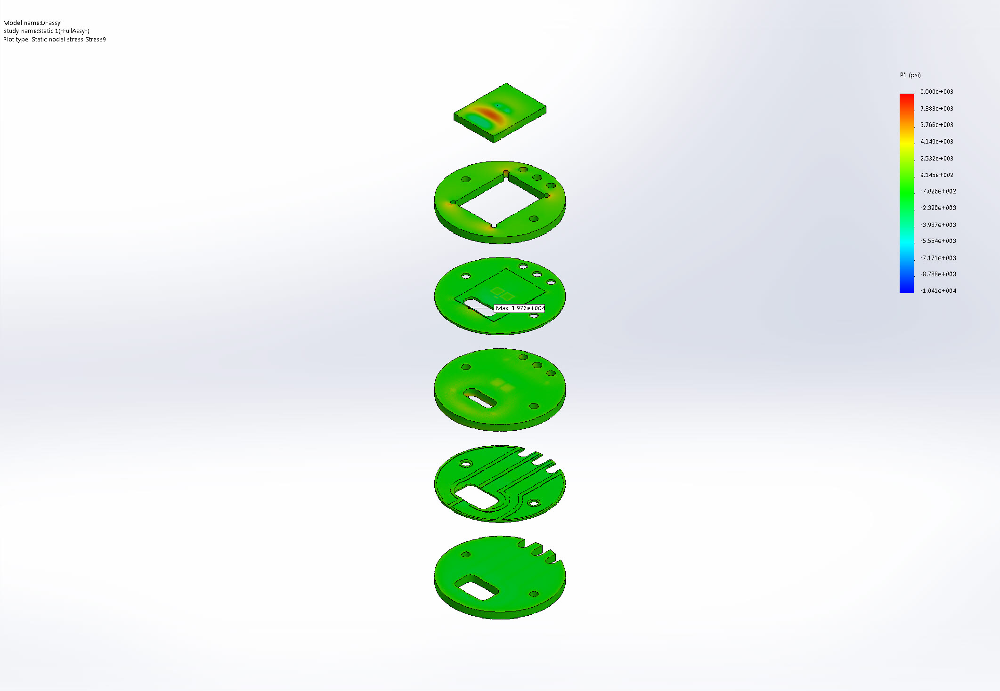 Model name:DFassy
Study name:Static 1(-FullAssy-)
Plot type: Static nodal stress Stress9
P1 (psi)
9.000e+003
7.383e+003
5.766e+003
4.149e+003
2.532e+003
9.145e+002
-7.026e+002
-2.320e+003
-3.937e+003
-5.554e+003
-7.171e+003
-8.788e+003
-1.041e+004
Max: 1.976e+004